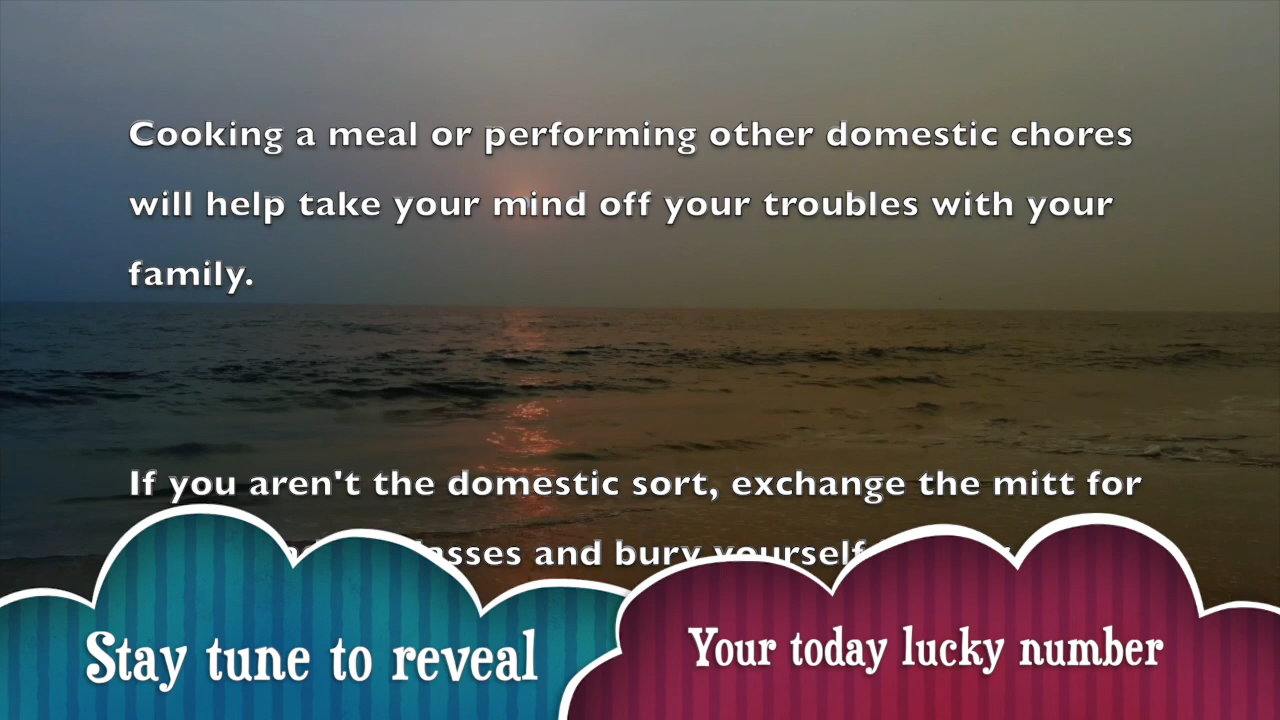 Cooking a meal or performing other domestic chores
will help take your mind off your troubles with your
family.
If you aren't the domestic sort, exchange the mitt for
and bury yourself
Stay tune to reveal
Your today lucky number